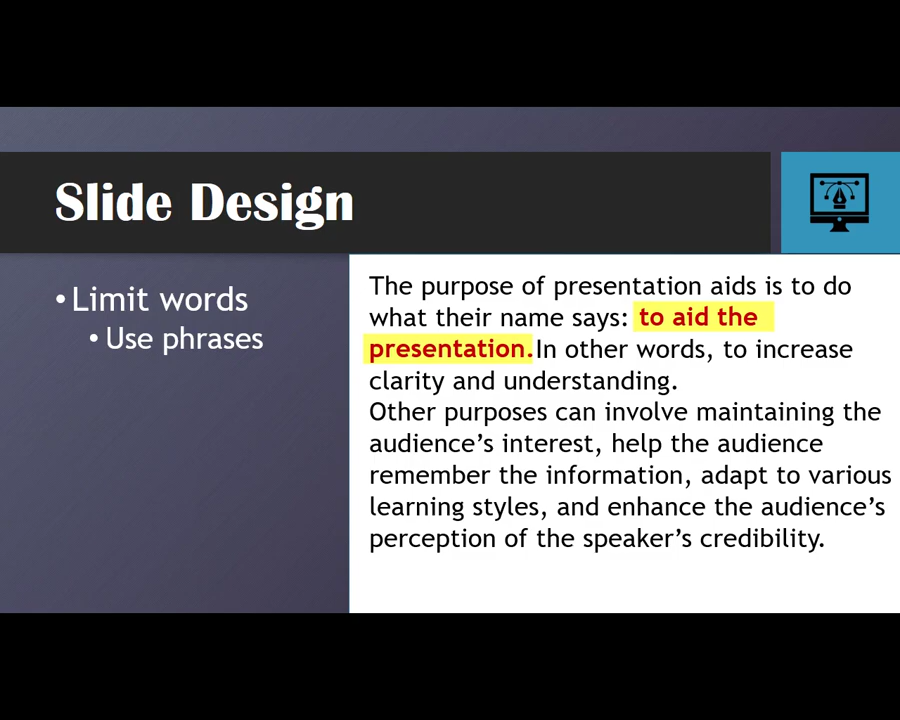 Slide Design
• Limit words
• Use phrases
The purpose of presentation aids is to do
what their name says: to aid the
presentation.In other words, to increase
clarity and understanding.
Other purposes can involve maintaining the
audience’s interest, help the audience
remember the information, adapt to various
learning styles, and enhance the audience’s
perception of the speaker’s credibility.